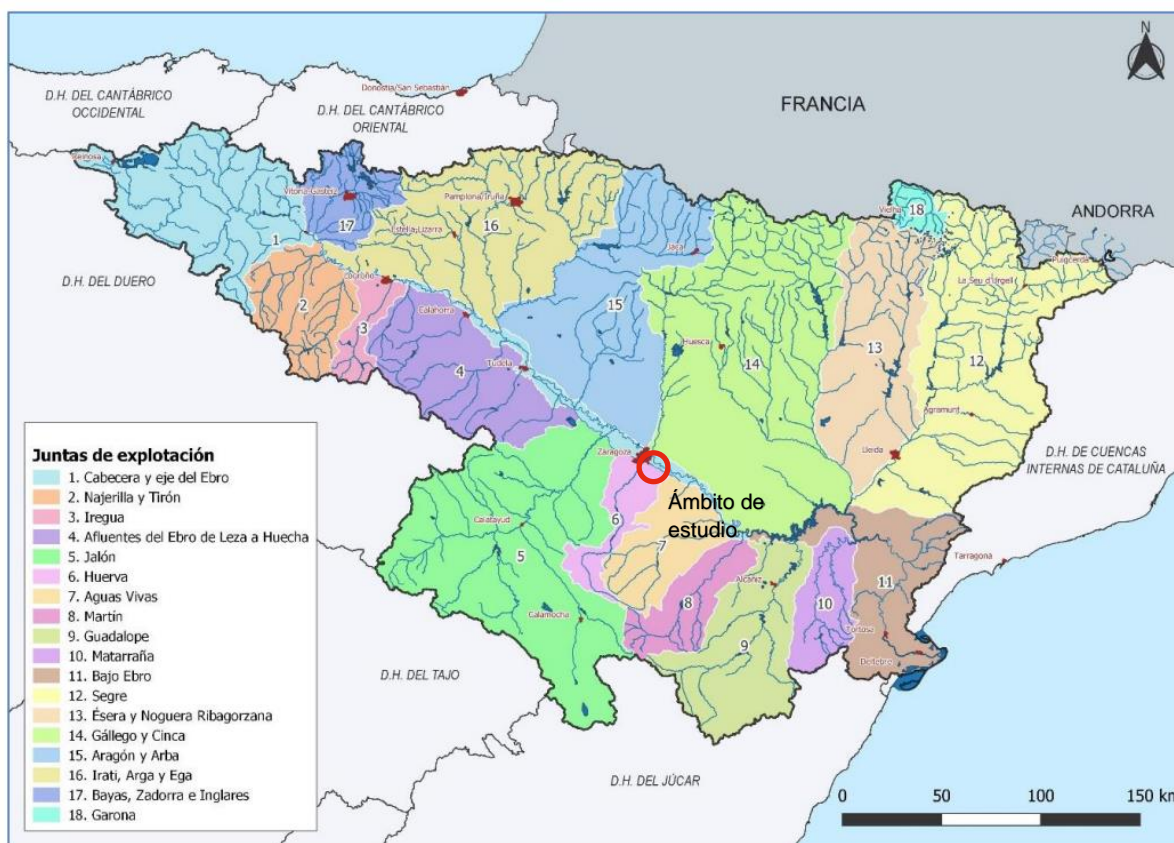 N
Donostia/San Sebastián
D.H. DEL CANTÁBRICO
OCCIDENTAL
D.H. DEL CANTÁBRICO
ORIENTAL
FRANCIA
Reinosa
Vitoria-Gasteiz
Pamplona/Iruña
Vielha
18
ANDORRA
17
Estella-Lizarra
16
Puigcerdà
1
Jaca
D.H. DEL DUERO
La Seu d'Urgell
Logroño
2
3
Calahorra
15
Huesca
13
12
14
4
Tudela
Agramunt
Lleida
D.H. DE CUENCAS
INTERNAS DE CATALUÑA
Zaragoza
Ámbito de
estudio
Calatayud
6
7
5
Tarragona
Alcañiz
11
8
10
Calamocha
Tortosa
9
Deltebre
D.H. DEL TAJO
D.H. DEL JÚCAR
Juntas de explotación
1. Cabecera y eje del Ebro
2. Najerilla y Tirón
3. Iregua
4. Afluentes del Ebro de Leza a Huecha
5. Jalón
6. Huerva
7. Aguas Vivas
8. Martín
9. Guadalope
10. Matarraña
11. Bajo Ebro
12. Segre
13. Ésera y Noguera Ribagorzana
14. Gállego y Cinca
15. Aragón y Arba
16. Irati, Arga y Ega
17. Bayas, Zadorra e Inglares
18. Garona
0 50 100 150 km